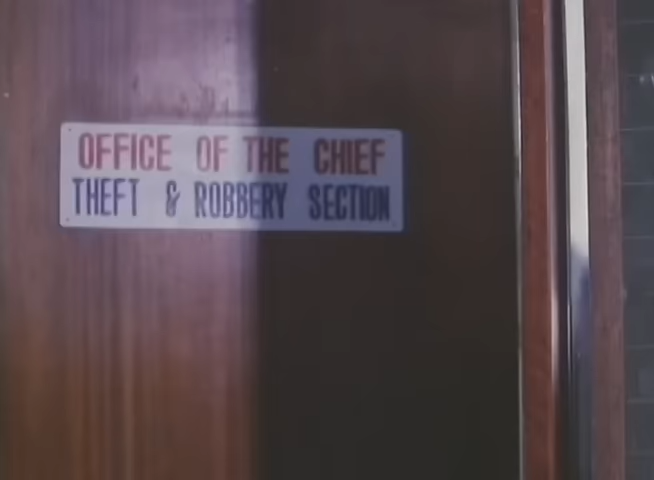 OFFICE OF THE CHIEF
THEFT & ROBBERY SECTION